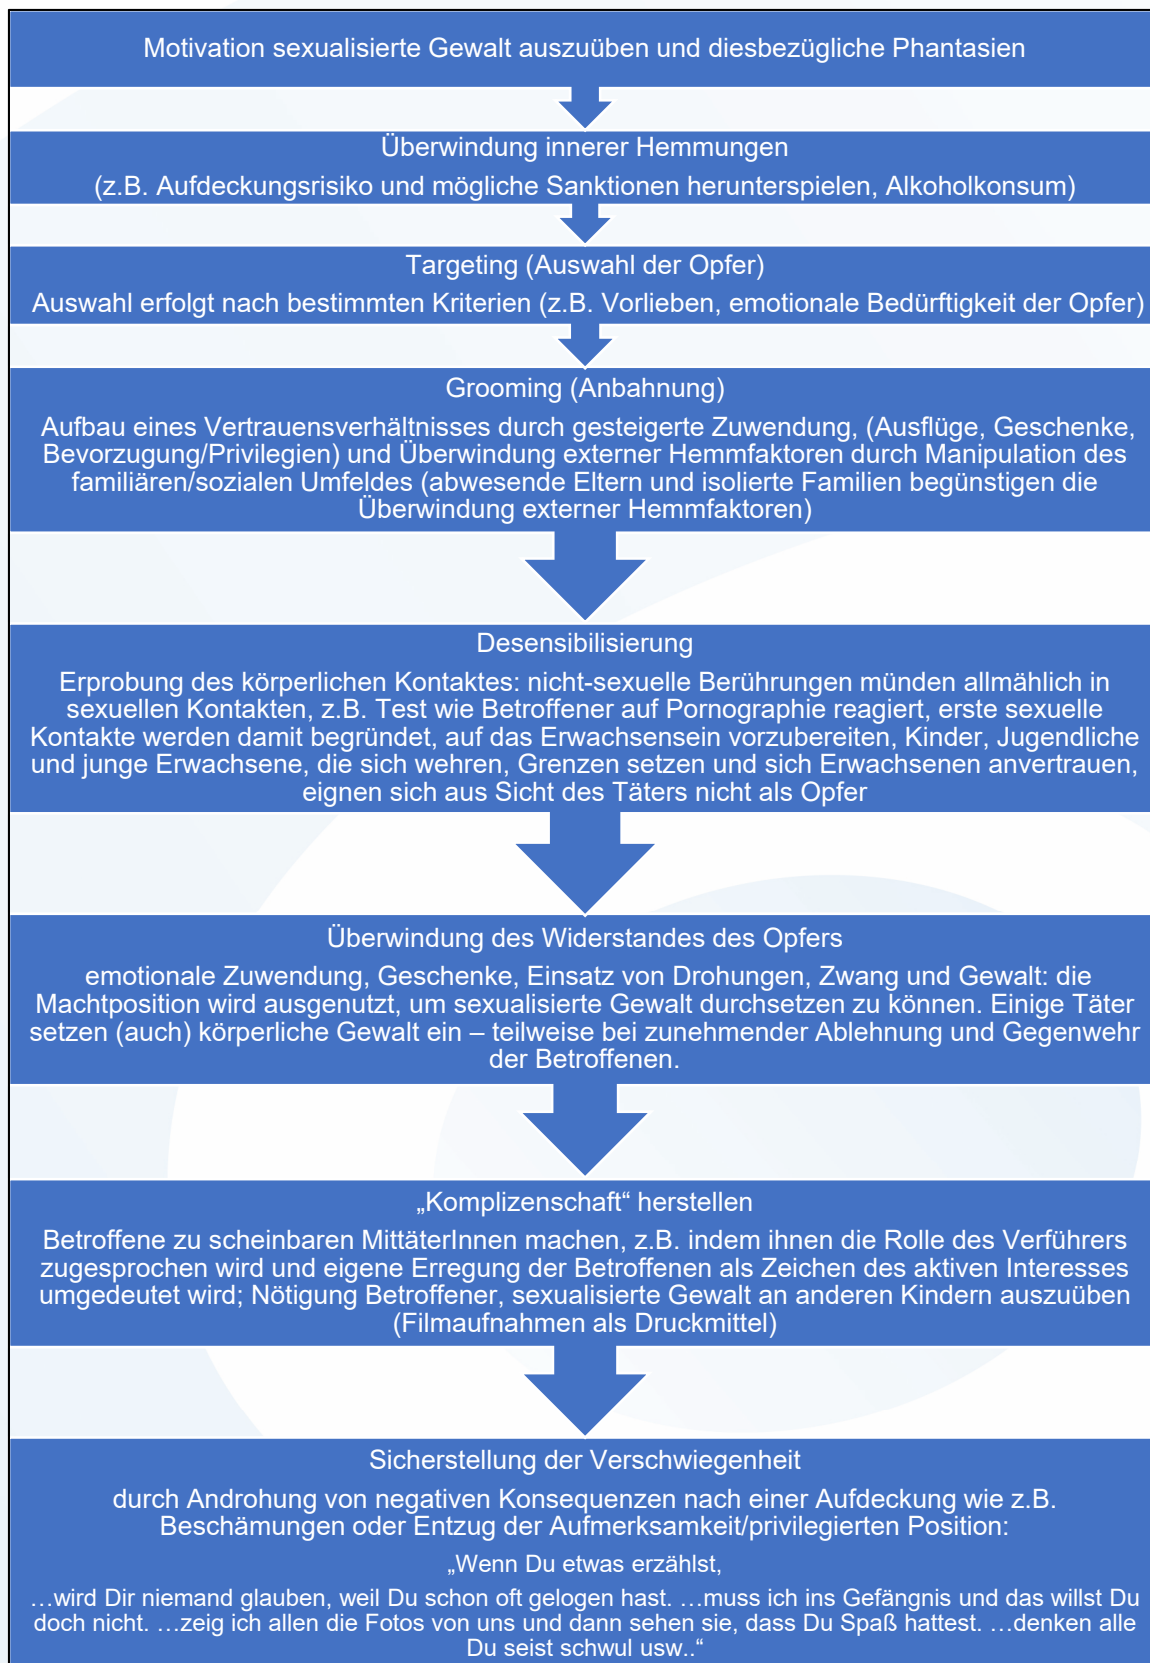 Motivation sexualisierte Gewalt auszuüben und diesbezügliche Phantasien
Überwindung innerer Hemmungen
(z.B. Aufdeckungsrisiko und mögliche Sanktionen herunterspielen, Alkoholkonsum)
Targeting (Auswahl der Opfer)
Auswahl erfolgt nach bestimmten Kriterien (z.B. Vorlieben, emotionale Bedürftigkeit der Opfer)
Grooming (Anbahnung)
Aufbau eines Vertrauensverhältnisses durch gesteigerte Zuwendung, (Ausflüge, Geschenke,
Bevorzugung/Privilegien) und Überwindung externer Hemmfaktoren durch Manipulation des
familiären/sozialen Umfeldes (abwesende Eltern und isolierte Familien begünstigen die
Überwindung externer Hemmfaktoren)
Desensibilisierung
Erprobung des körperlichen Kontaktes: nicht-sexuelle Berührungen münden allmählich in
sexuellen Kontakten, z.B. Test wie Betroffener auf Pornographie reagiert, erste sexuelle
Kontakte werden damit begründet, auf das Erwachsensein vorzubereiten, Kinder, Jugendliche
und junge Erwachsene, die sich wehren, Grenzen setzen und sich Erwachsenen anvertrauen,
eignen sich aus Sicht des Täters nicht als Opfer
Überwindung des Widerstandes des Opfers
emotionale Zuwendung, Geschenke, Einsatz von Drohungen, Zwang und Gewalt: die
Machtposition wird ausgenutzt, um sexualisierte Gewalt durchsetzen zu können. Einige Täter
setzen (auch) körperliche Gewalt ein – teilweise bei zunehmender Ablehnung und Gegenwehr
der Betroffenen.
„Komplizenschaft“ herstellen
Betroffene zu scheinbaren MittäterInnen machen, z.B. indem ihnen die Rolle des Verführers
zugesprochen wird und eigene Erregung der Betroffenen als Zeichen des aktiven Interesses
umgedeutet wird; Nötigung Betroffener, sexualisierte Gewalt an anderen Kindern auszuüben
(Filmaufnahmen als Druckmittel)
Sicherstellung der Verschwiegenheit
durch Androhung von negativen Konsequenzen nach einer Aufdeckung wie z.B.
Beschämungen oder Entzug der Aufmerksamkeit/privilegierten Position:
„Wenn Du etwas erzählst,
…wird Dir niemand glauben, weil Du schon oft gelogen hast. …muss ich ins Gefängnis und das willst Du
doch nicht. …zeig ich allen die Fotos von uns und dann sehen sie, dass Du Spaß hattest. …denken alle
Du seist schwul usw..“